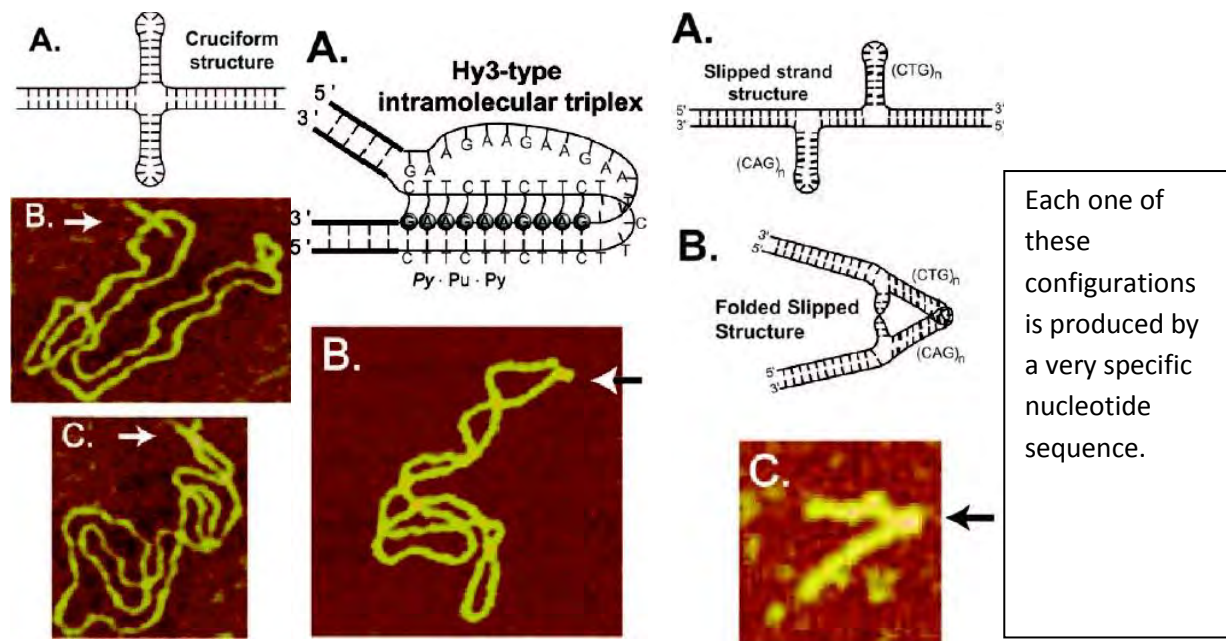 A.
Cruciform
structure
B.
C.
A.
Hy3-type
intramolecular triplex
5'
3'
G A A G A A G A A G A A
C T T C T T C T T C T
3' G A A G A A G A A G
5' C T T C T T C T T C T T
C
Py · Pu · Py
B.
A.
Slipped strand
structure
(CTG)n
5' 3'
3' 5'
(CAG)n
B.
3'
5'
(CTG)n
Folded Slipped
Structure
(CAG)n
5'
3'
C.
Each one of
these
configurations
is produced by
a very specific
nucleotide
sequence.